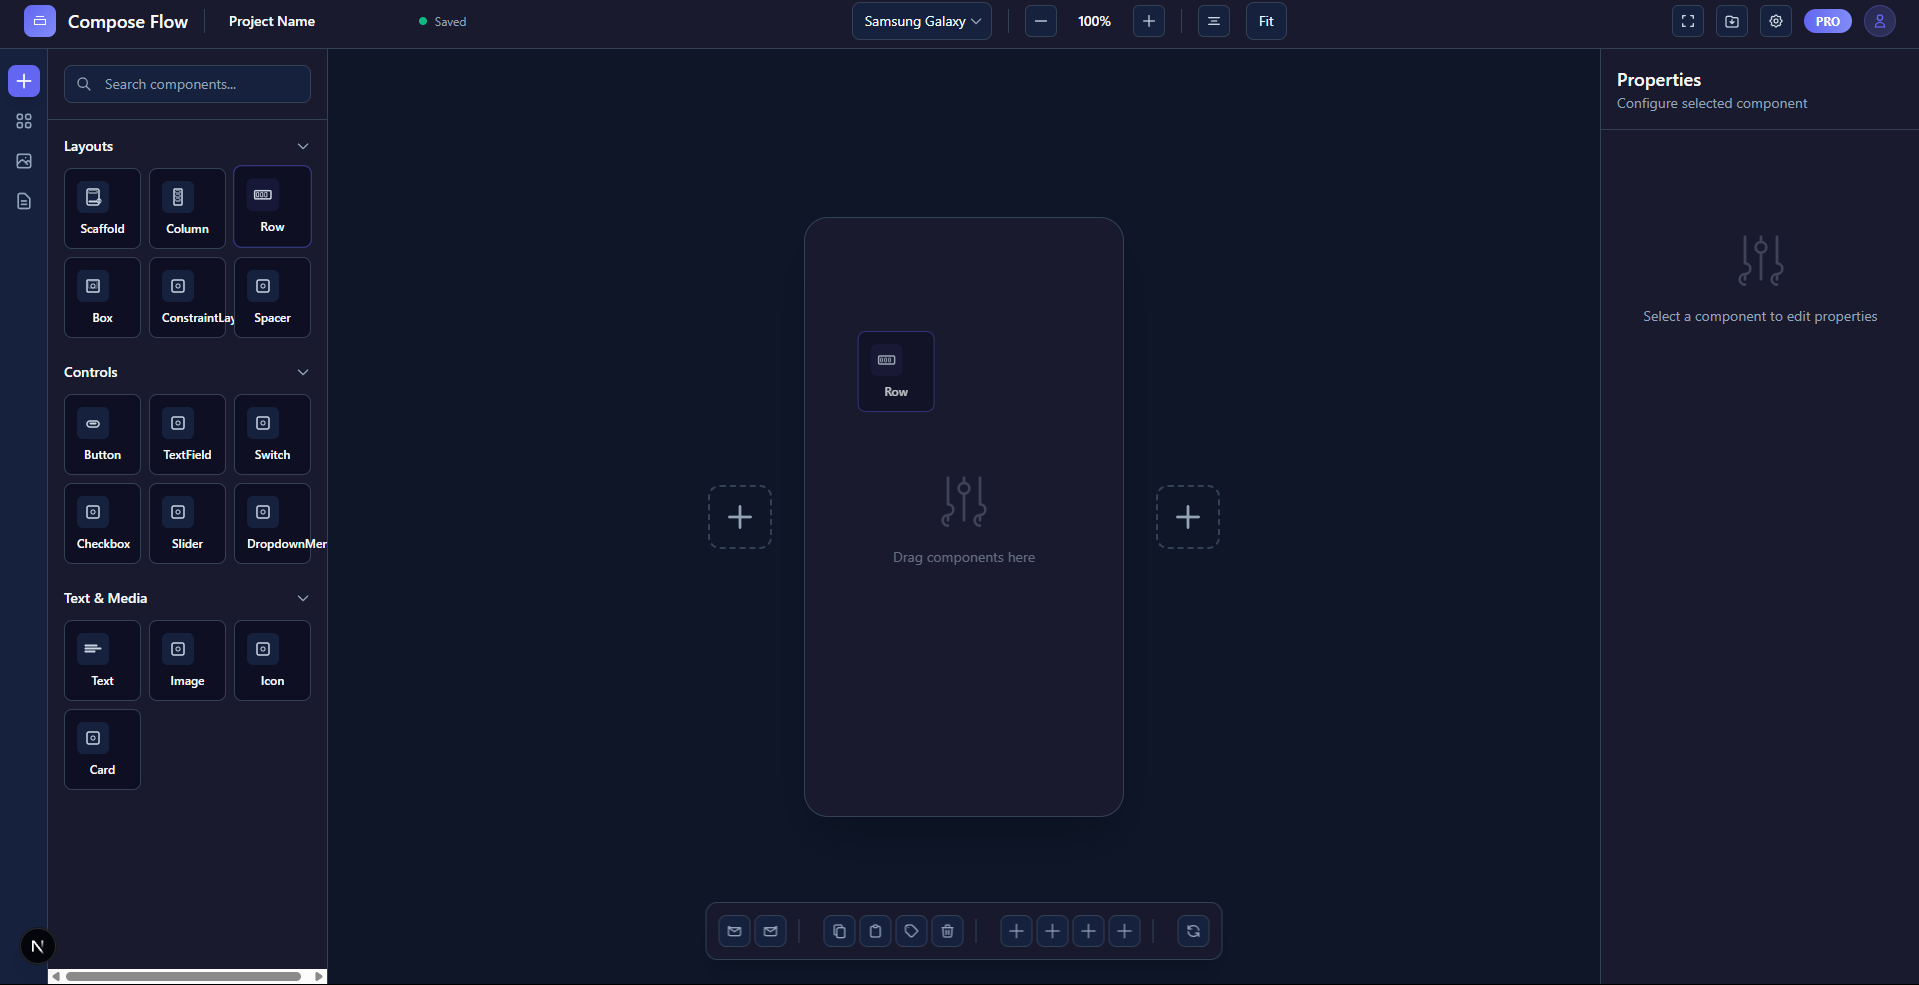 Compose Flow
Project Name
Saved
Samsung Galaxy
100%
Fit
PRO
Search components...
Layouts
Scaffold
Column
Row
Box
ConstraintLay
Spacer
Controls
Button
TextField
Switch
Checkbox
Slider
DropdownMen
Text & Media
Text
Image
Icon
Card
N
Row
Drag components here
Properties
Configure selected component
Select a component to edit properties